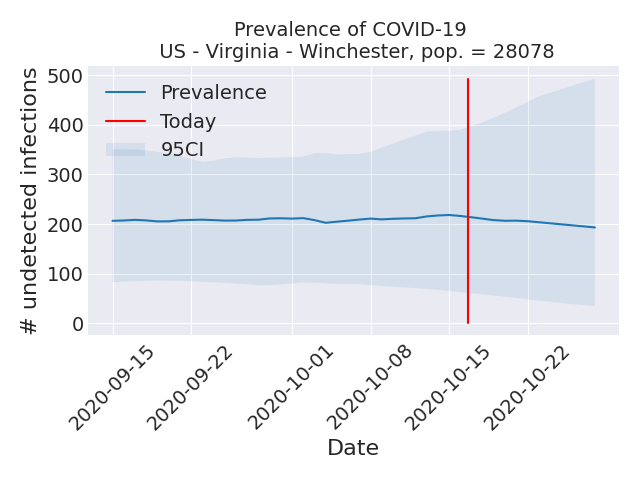 Prevalence of COVID-19
US - Virginia - Winchester, pop. = 28078
# undetected infections
500
400
300
200
100
0
Prevalence
Today
95CI
2020-09-15
2020-09-22
2020-10-01
2020-10-08
2020-10-15
2020-10-22
Date